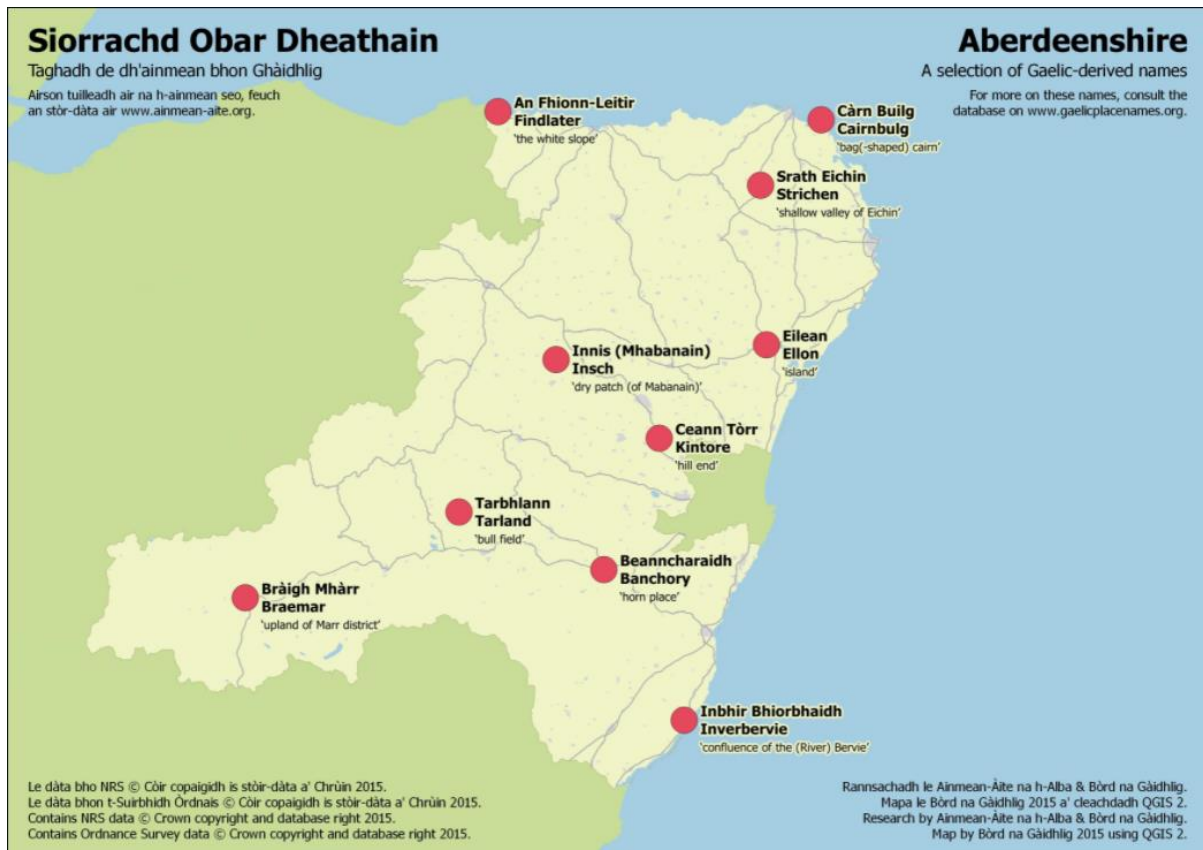 Siorrachd Obar Dheathain
Taghadh de dh'ainmean bhon Ghàidhlig
Airson tuilleadh air na h-ainmean seo, feuch
an stòr-dàta air www.ainmean-aite.org.
Aberdeenshire
A selection of Gaelic-derived names
For more on these names, consult the
database on www.gaelicplacenames.org.
An Fhionn-Leitir
Findlater
'the white slope'
Càrn Builg
Cairnbulg
'bag(-shaped) cairn'
Srath Eichin
Strichen
'shallow valley of Eichin'
Eilean
Ellon
'island'
Innis (Mhabanain)
Insch
'dry patch (of Mabanain)'
Ceann Tòrr
Kintore
'hill end'
Tarbhlann
Tarland
'bull field'
Beanncharaidh
Banchory
'horn place'
Bràigh Mhàrr
Braemar
'upland of Marr district'
Inbhir Bhiorbhaidh
Inverbervie
'confluence of the (River) Bervie'
Le dàta bho NRS © Còir copaigidh is stòir-dàta a' Chrùin 2015.
Le dàta bhon t-Suirbhidh Òrdnais © Còir copaigidh is stòir-dàta a' Chrùin 2015.
Contains NRS data © Crown copyright and database right 2015.
Contains Ordnance Survey data © Crown copyright and database right 2015.
Rannsachadh le Ainmean-Àite na h-Alba & Bòrd na Gàidhlig.
Mapa le Bòrd na Gàidhlig 2015 a' cleachdadh QGIS 2.
Research by Ainmean-Àite na h-Alba & Bòrd na Gàidhlig.
Map by Bòrd na Gàidhlig 2015 using QGIS 2.